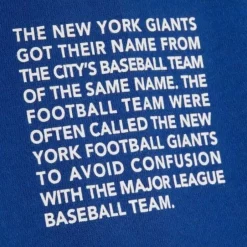 THE NEW YORK GIANTS
GOT THEIR NAME FROM
THE CITY'S BASEBALL TEAM
OF THE SAME NAME. THE
FOOTBALL TEAM WERE
OFTEN CALLED THE NEW
YORK FOOTBALL GIANTS
TO AVOID CONFUSION
WITH THE MAJOR LEAGUE
BASEBALL TEAM.